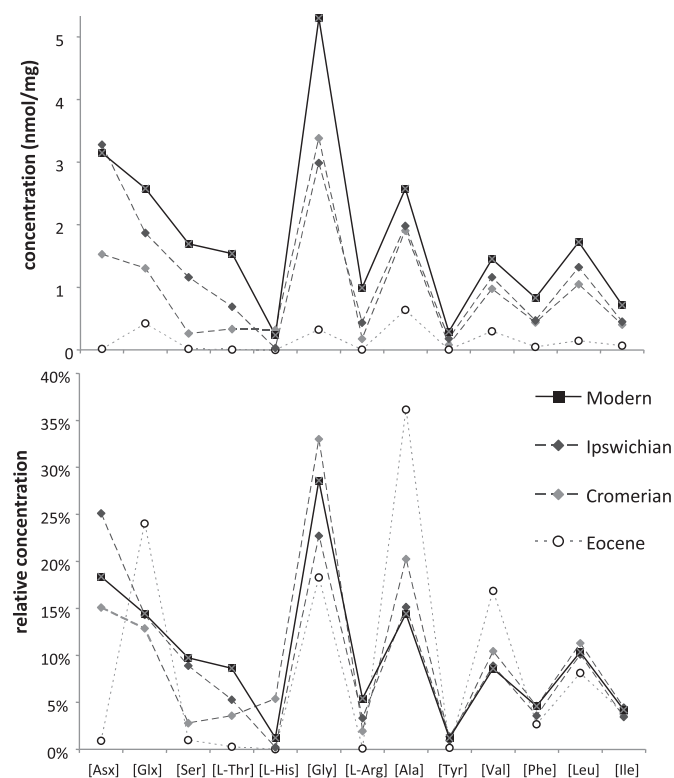 concentration (nmol/mg)
5
4
3
2
1
0
relative concentration
40%
35%
30%
25%
20%
15%
10%
5%
0%
Modern
Ipswichian
Cromerian
Eocene
[Asx] [Glx] [Ser] [L-Thr] [L-His] [Gly] [L-Arg] [Ala] [Tyr] [Val] [Phe] [Leu] [Ile]